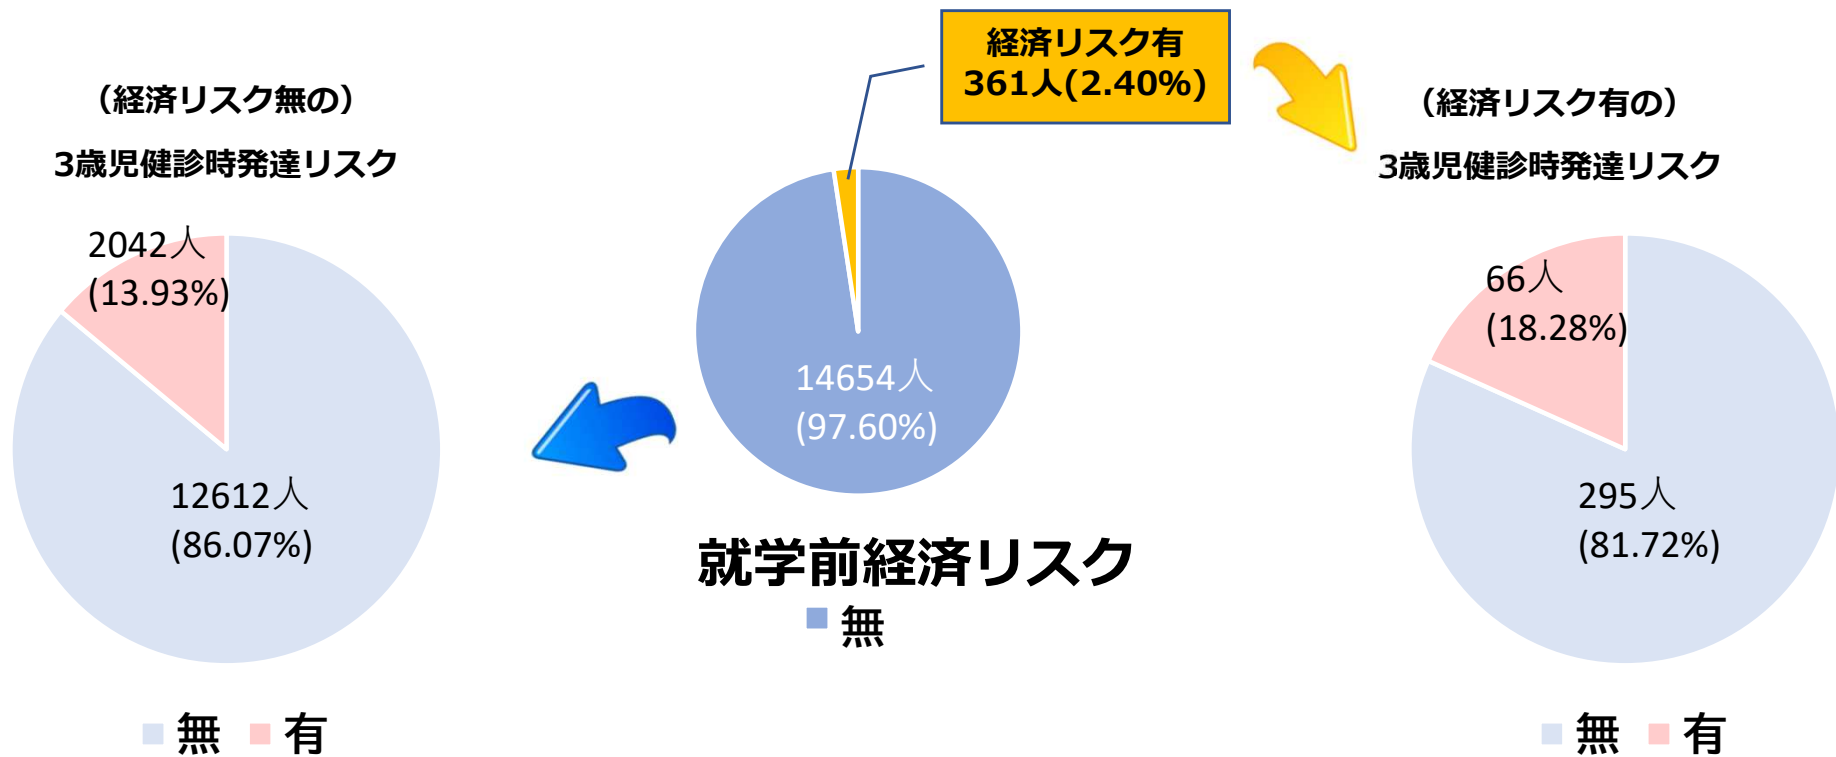 （経済リスク無の）
3歳児健診時発達リスク
2042人
(13.93%)
12612人
(86.07%)
無 有
経済リスク有
361人(2.40%)
14654人
(97.60%)
就学前経済リスク
無
（経済リスク有の）
3歳児健診時発達リスク
66人
(18.28%)
295人
(81.72%)
無 有